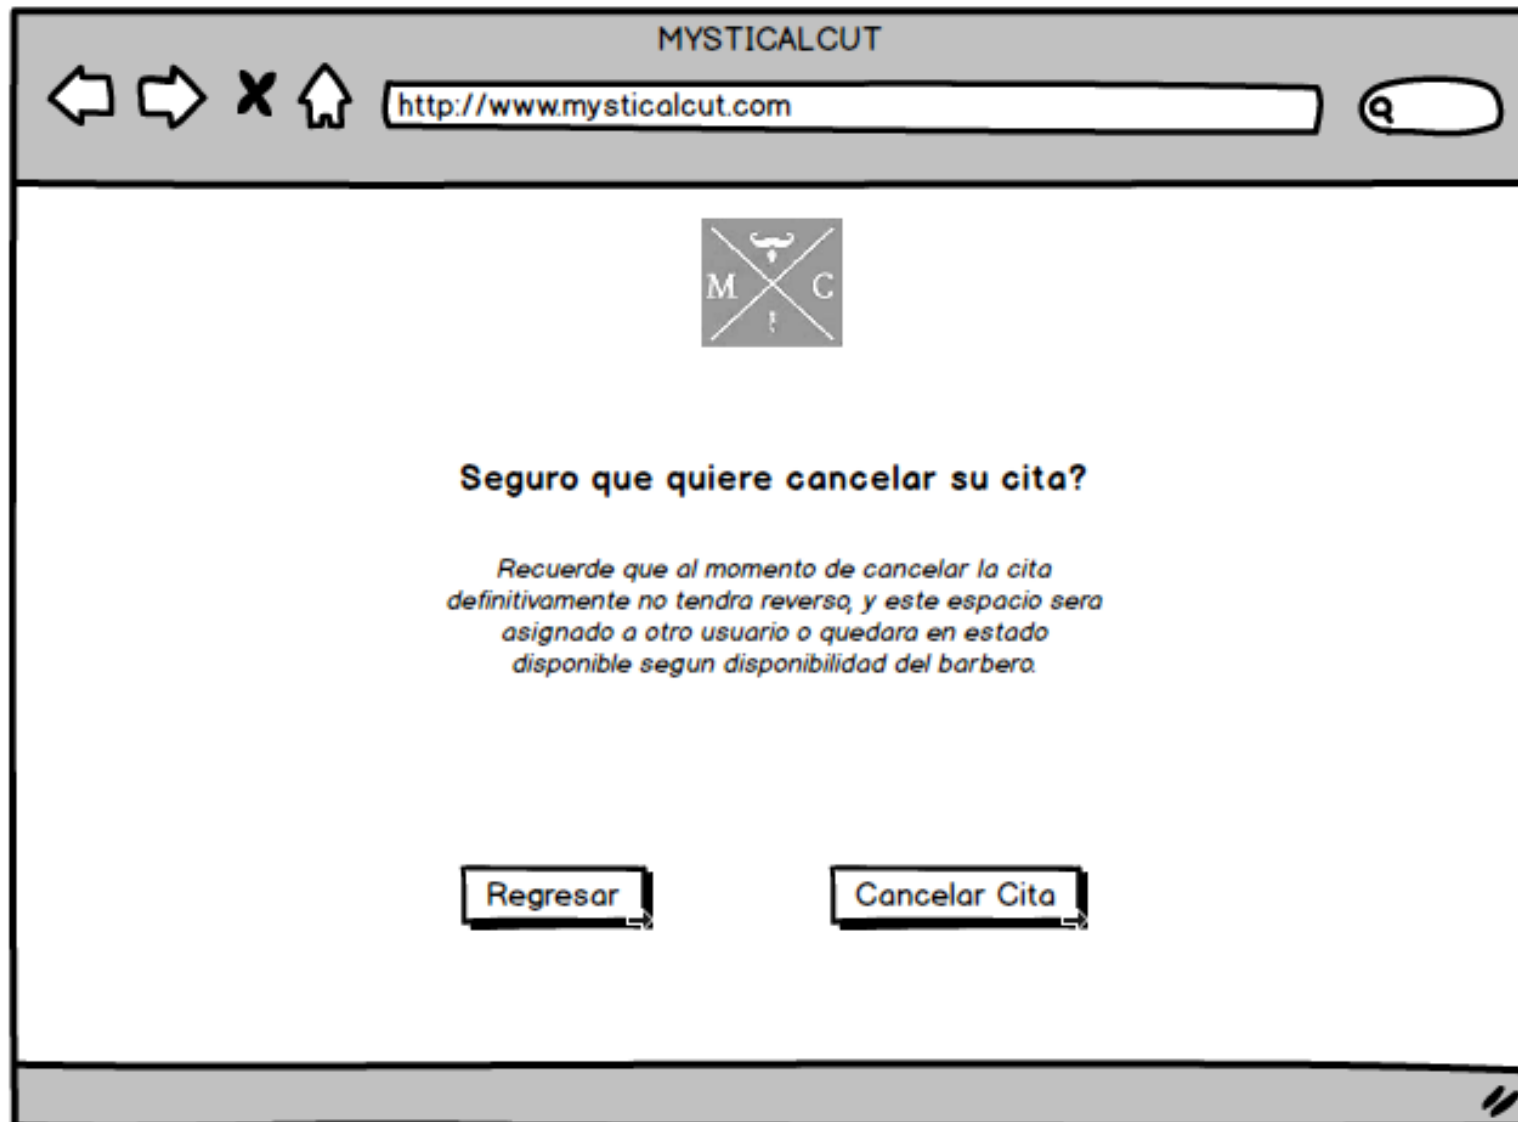 MYSTICALCUT
http://www.mysticalcut.com
M C
Seguro que quiere cancelar su cita?
Recuerde que al momento de cancelar la cita
definitivamente no tendra reverso, y este espacio sera
asignado a otro usuario o quedara en estado
disponible segun disponibilidad del barbero.
Regresar
Cancelar Cita